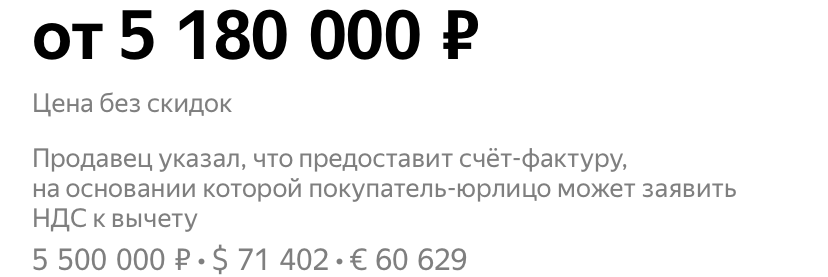 от 5 180 000 ₽
Цена без скидок
Продавец указал, что предоставит счёт-фактуру,
на основании которой покупатель-юрлицо может заявить
НДС к вычету
5 500 000 ₽ • $ 71 402 • € 60 629